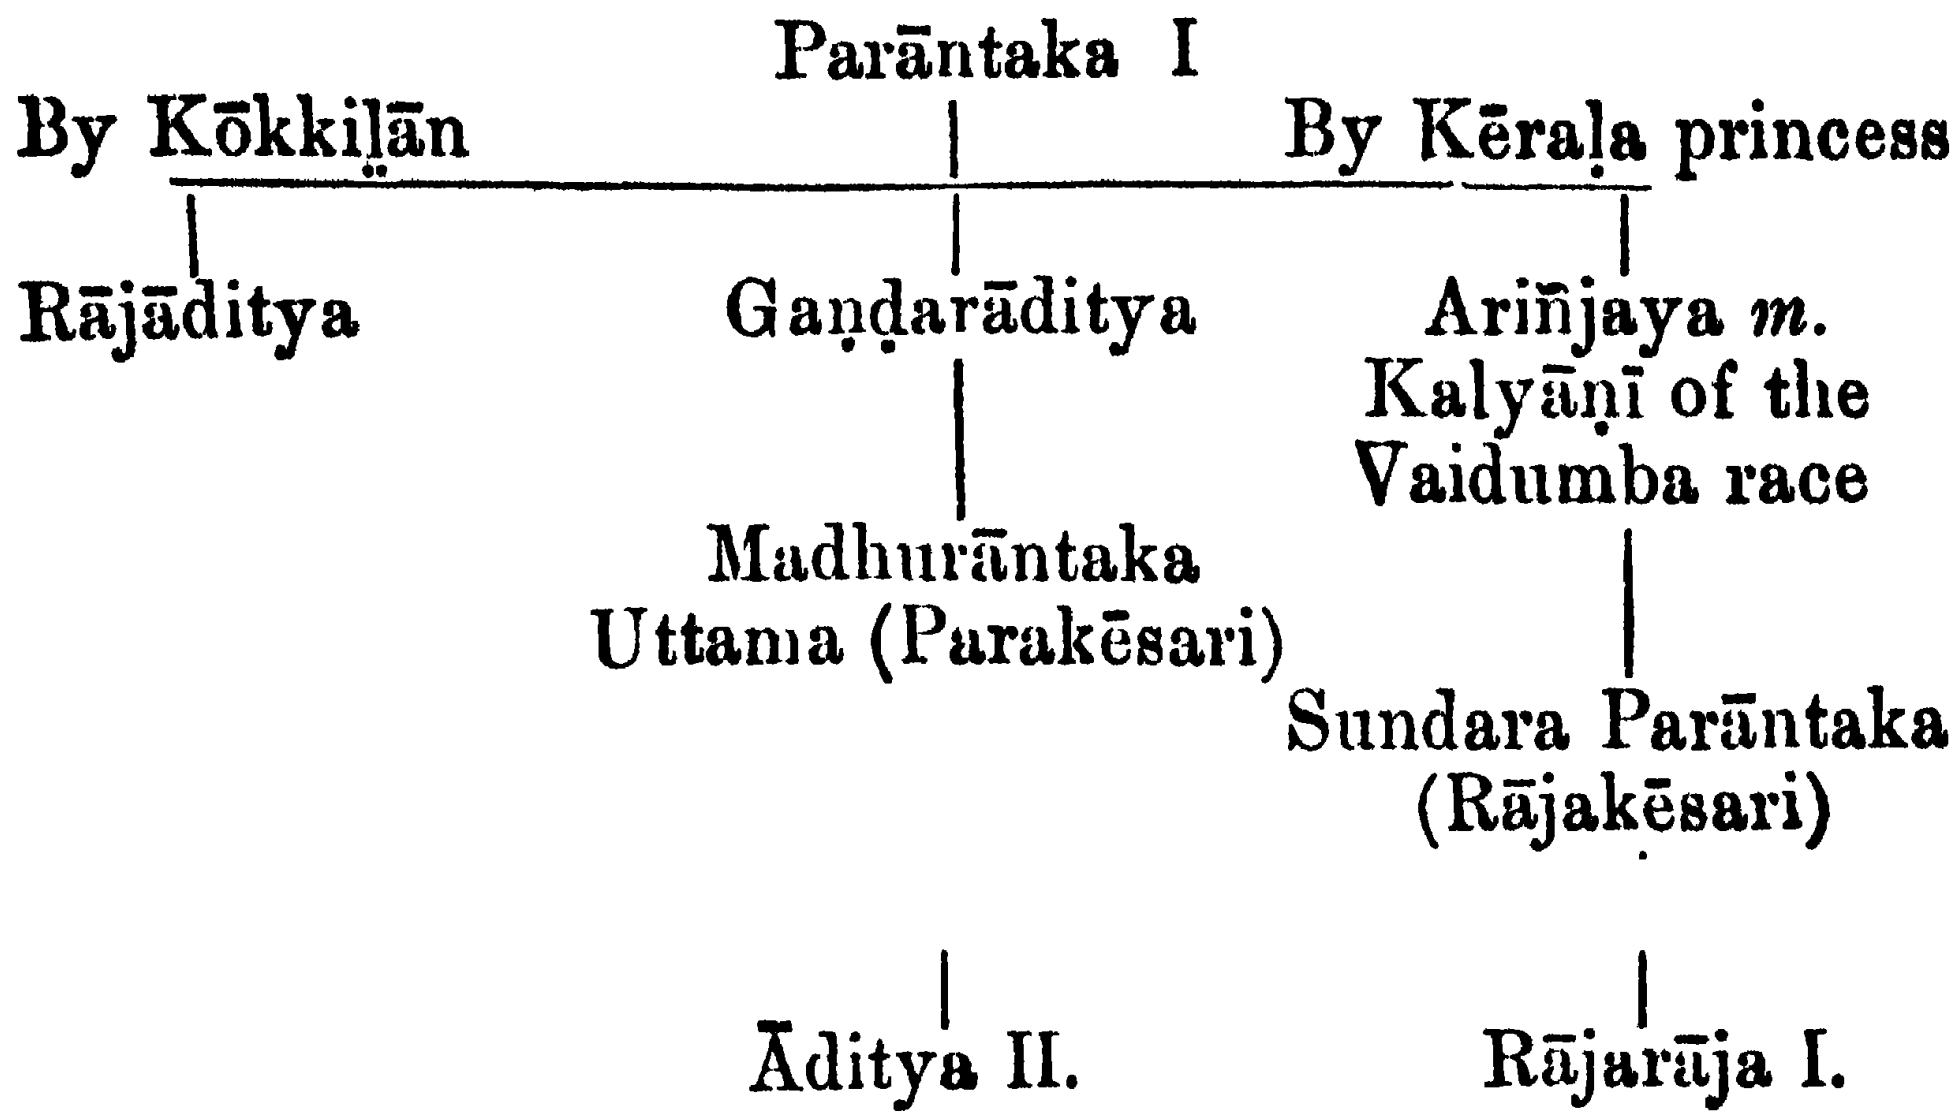 Parāntaka I
By Kōkkiḷāṉ By Kēraḷa princess
Rājāditya Gaṇḍarāditya Ariñjaya m.
Kalyāṇī of the
Vaidumba race
Madhurāntaka
Uttama (Parakēsari)
Sundara Parāntaka
(Rājakēsari)
Āditya II. Rājarāja I.